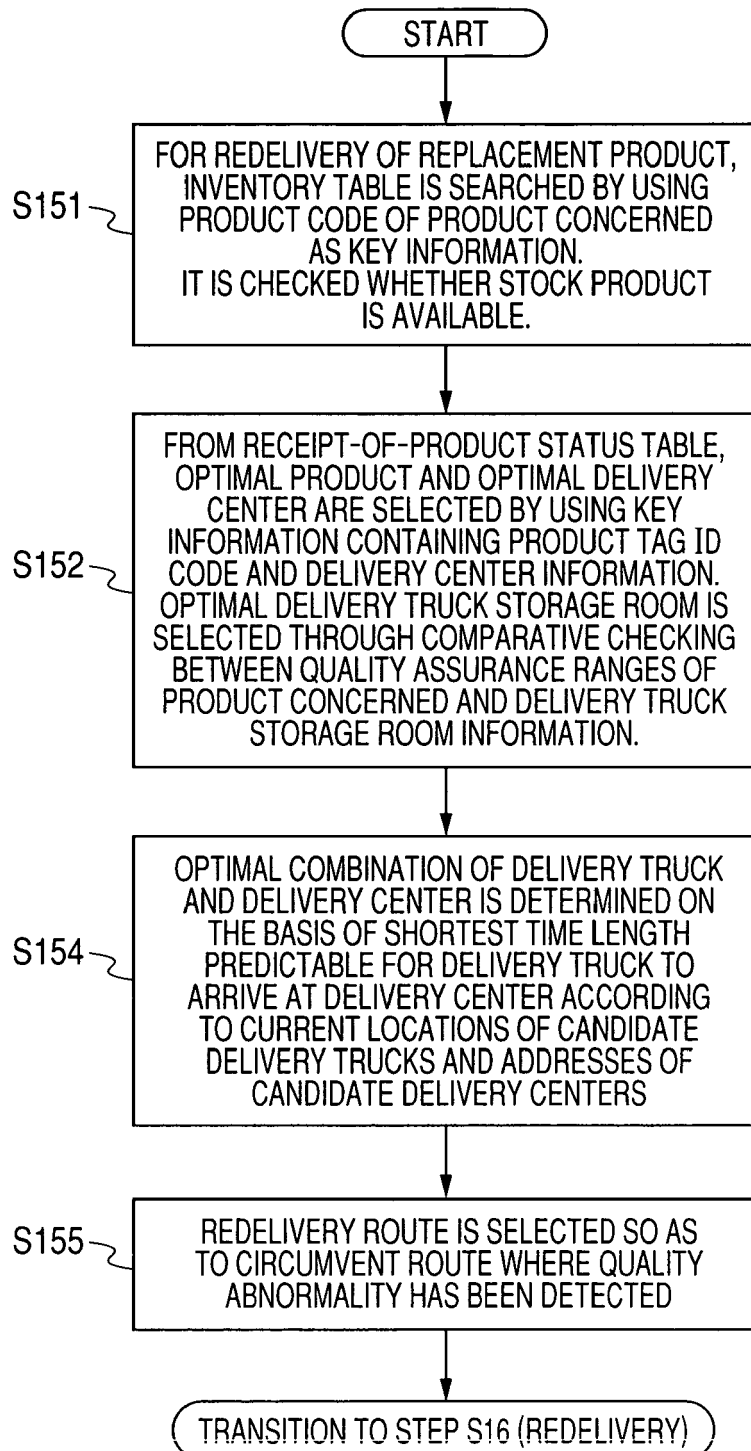 START
S151
FOR REDELIVERY OF REPLACEMENT PRODUCT,
INVENTORY TABLE IS SEARCHED BY USING
PRODUCT CODE OF PRODUCT CONCERNED
AS KEY INFORMATION.
IT IS CHECKED WHETHER STOCK PRODUCT
IS AVAILABLE.
S152
FROM RECEIPT-OF-PRODUCT STATUS TABLE,
OPTIMAL PRODUCT AND OPTIMAL DELIVERY
CENTER ARE SELECTED BY USING KEY
INFORMATION CONTAINING PRODUCT TAG ID
CODE AND DELIVERY CENTER INFORMATION.
OPTIMAL DELIVERY TRUCK STORAGE ROOM IS
SELECTED THROUGH COMPARATIVE CHECKING
BETWEEN QUALITY ASSURANCE RANGES OF
PRODUCT CONCERNED AND DELIVERY TRUCK
STORAGE ROOM INFORMATION.
S154
OPTIMAL COMBINATION OF DELIVERY TRUCK
AND DELIVERY CENTER IS DETERMINED ON
THE BASIS OF SHORTEST TIME LENGTH
PREDICTABLE FOR DELIVERY TRUCK TO
ARRIVE AT DELIVERY CENTER ACCORDING
TO CURRENT LOCATIONS OF CANDIDATE
DELIVERY TRUCKS AND ADDRESSES OF
CANDIDATE DELIVERY CENTERS
S155
REDELIVERY ROUTE IS SELECTED SO AS
TO CIRCUMVENT ROUTE WHERE QUALITY
ABNORMALITY HAS BEEN DETECTED
TRANSITION TO STEP S16 (REDELIVERY)